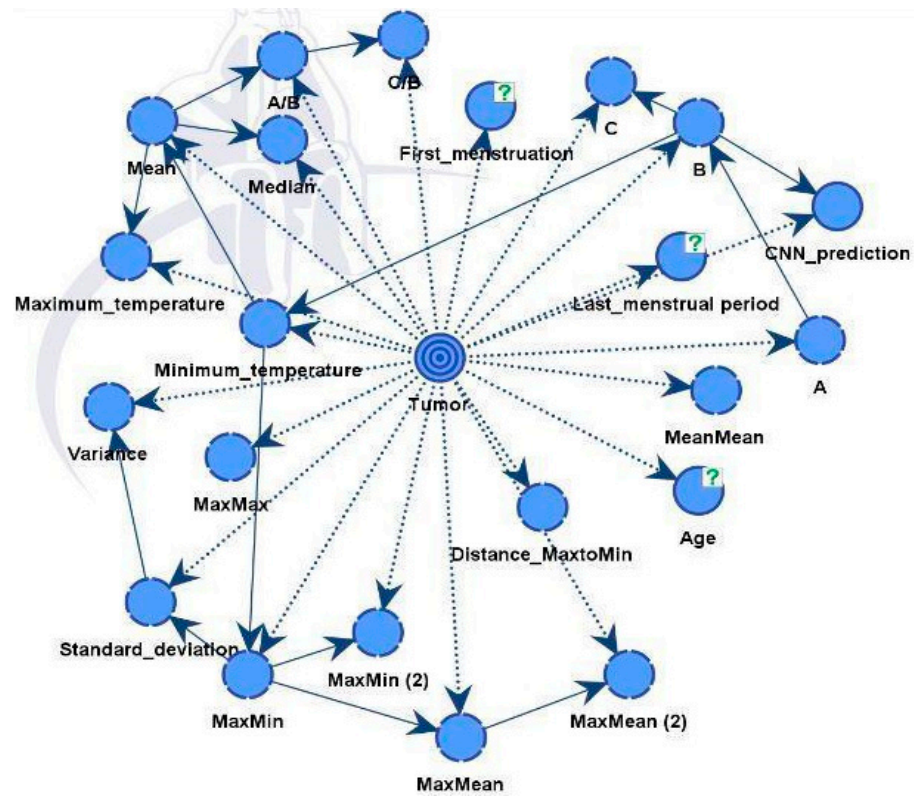 C/B
A/B
?
C
First_menstruation
Mean
Median
B
?
CNN_prediction
Maximum_temperature
Last_menstrual period
Minimum_temperature
A
Tumor
MeanMean
Variance
MaxMax
?
Age
Distance_MaxtoMin
Standard_deviation
MaxMin (2)
MaxMin
MaxMean (2)
MaxMean